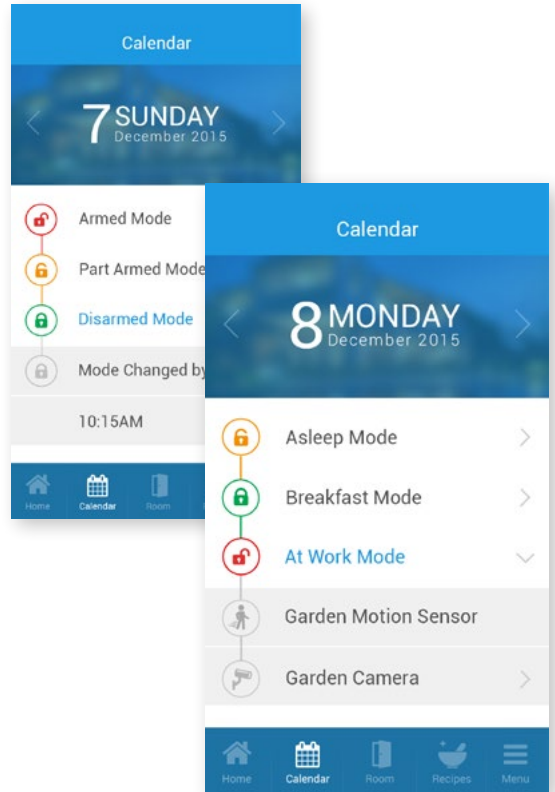 Calendar
7 SUNDAY
December 2015
Armed Mode
Part Armed Mode
Disarmed Mode
Mode Changed by
10:15AM
Home Calendar Room
Calendar
8 MONDAY
December 2015
Asleep Mode
Breakfast Mode
At Work Mode
Garden Motion Sensor
Garden Camera
Home Calendar Room Recipes Menu